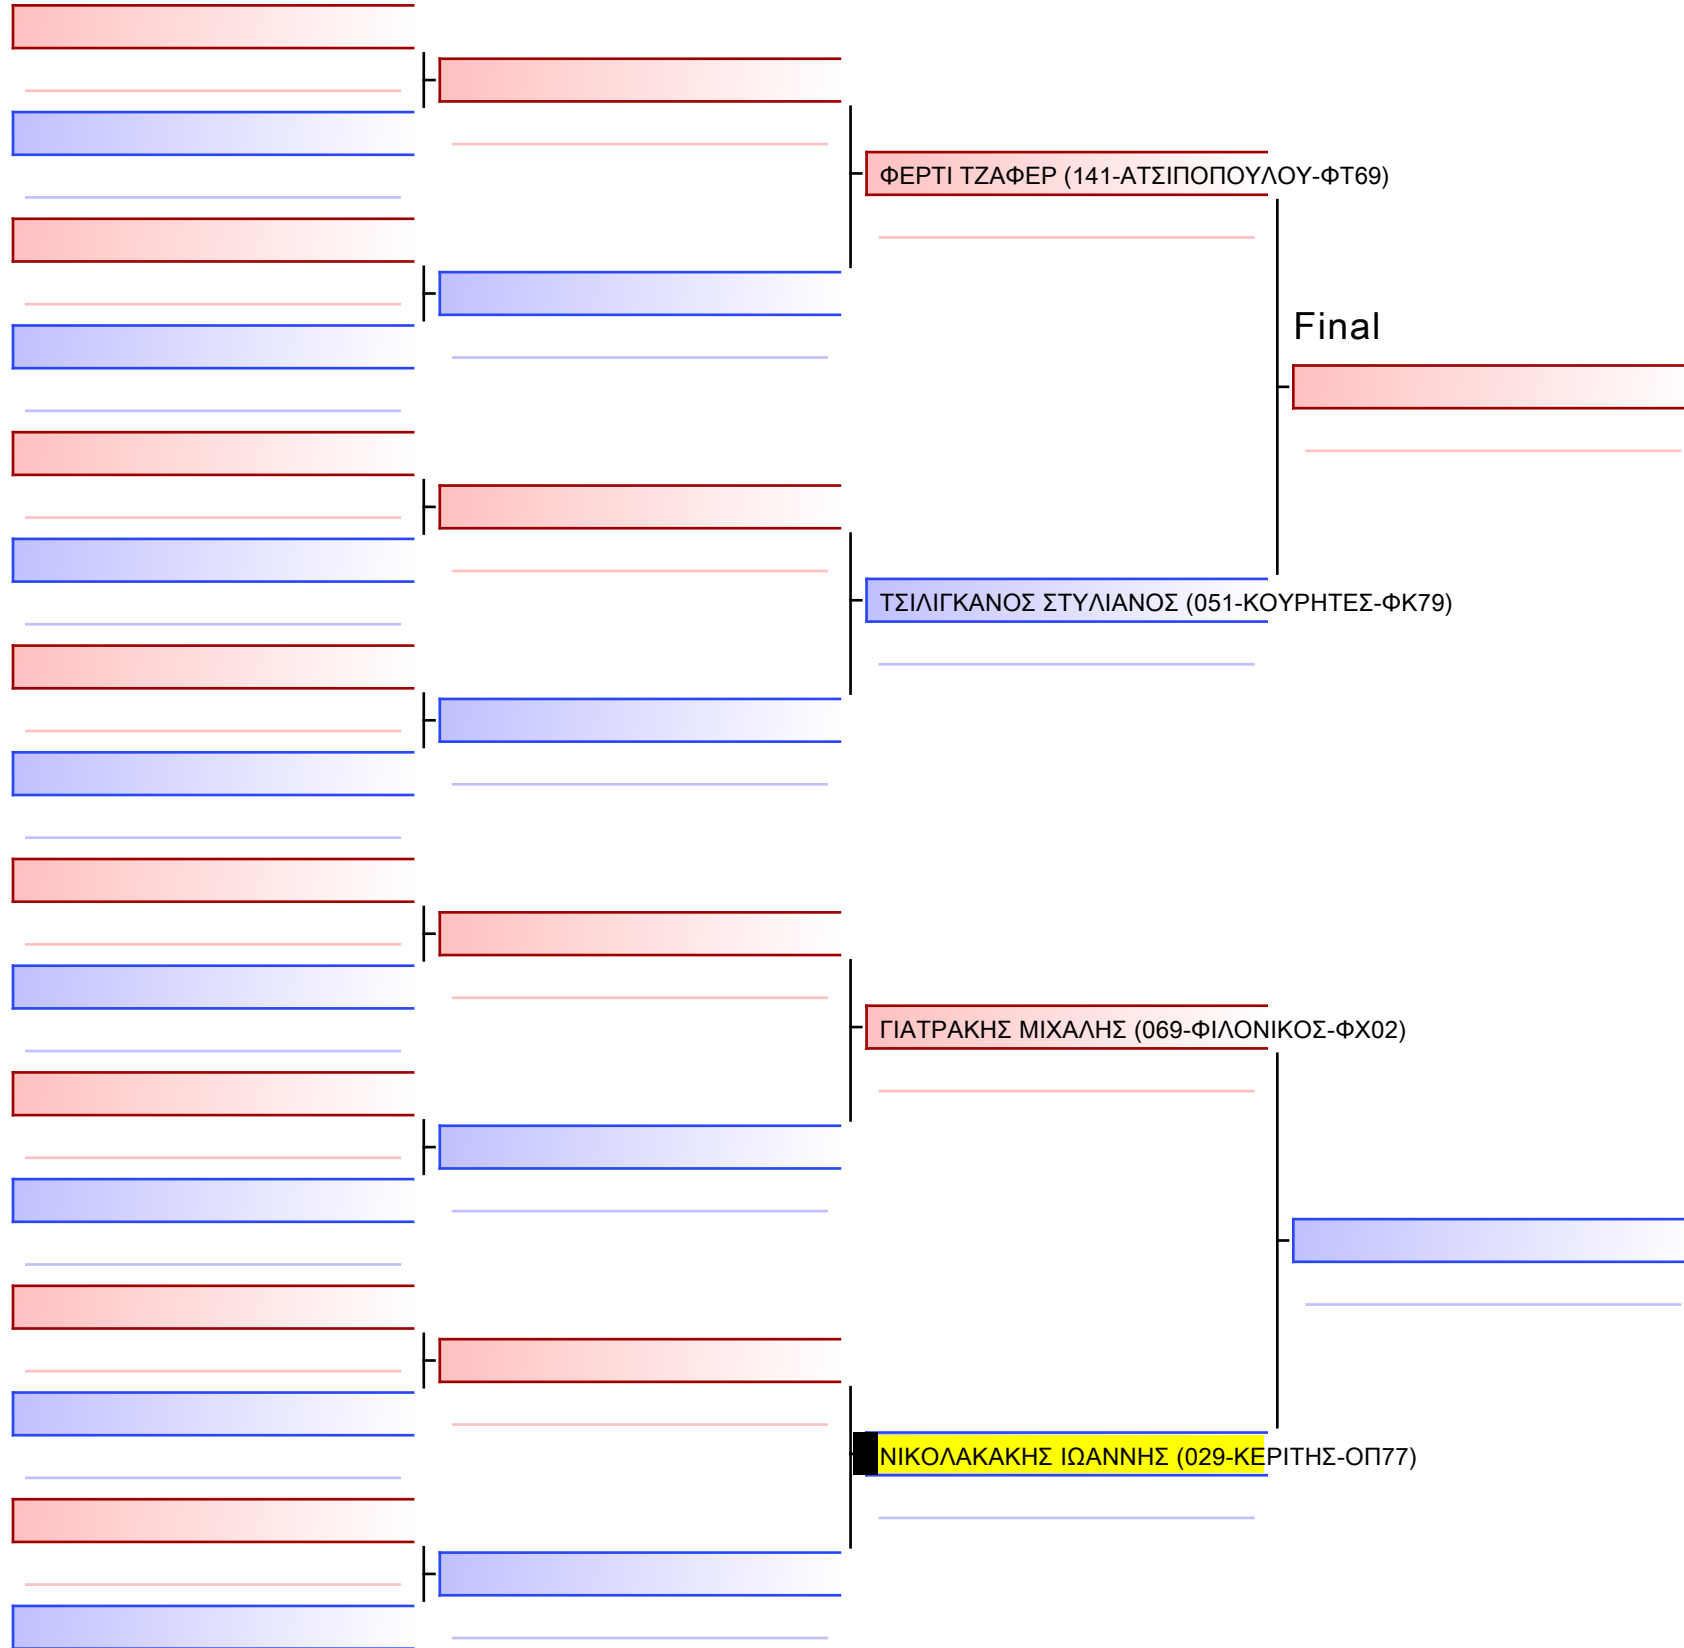 ΦΕΡΤΙ ΤΖΑΦΕΡ (141-ΑΤΣΙΠΟΠΟΥΛΟΥ-ΦΤ69)
Final
ΤΣΙΛΙΓΚΑΝΟΣ ΣΤΥΛΙΑΝΟΣ (051-ΚΟΥΡΗΤΕΣ-ΦΚ79)
ΓΙΑΤΡΑΚΗΣ ΜΙΧΑΛΗΣ (069-ΦΙΛΟΝΙΚΟΣ-ΦΧ02)
ΝΙΚΟΛΑΚΑΚΗΣ ΙΩΑΝΝΗΣ (029-ΚΕΡΙΤΗΣ-ΟΠ77)